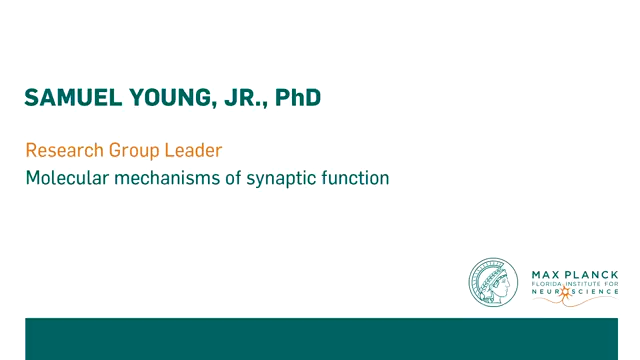 SAMUEL YOUNG, JR., PhD
Research Group Leader
Molecular mechanisms of synaptic function
MAX PLANCK
FLORIDA INSTITUTE FOR
NEUROSCIENCE